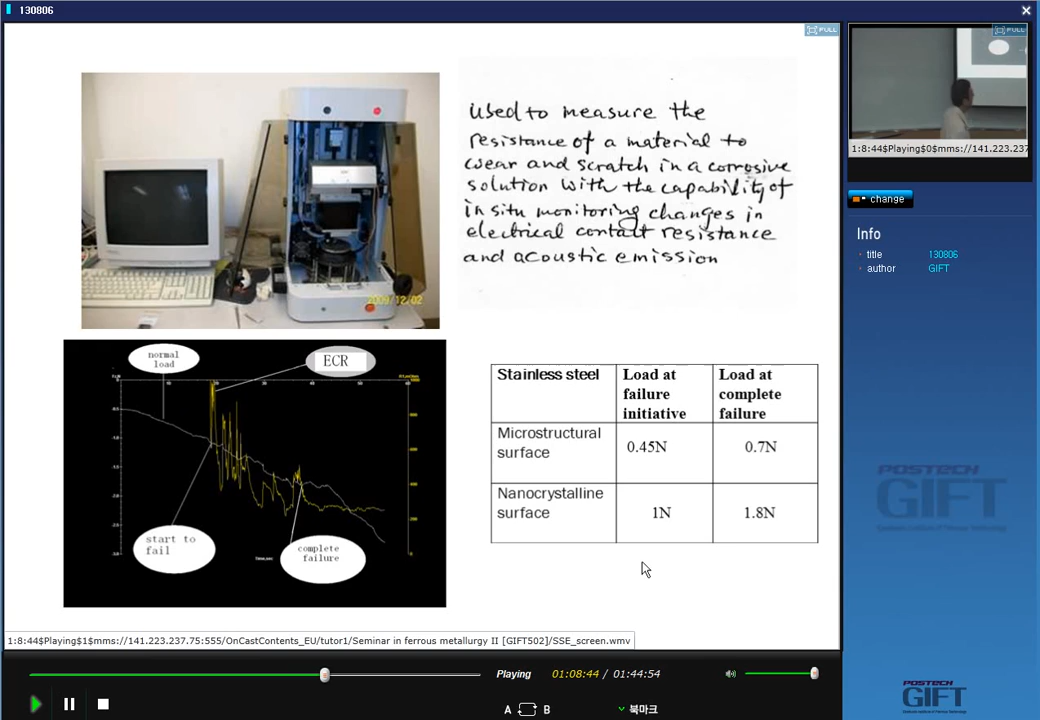 130806
FULL
used to measure the
resistance of a material to
wear and scratch in a corrosive
solution with the capability of
in situ monitoring changes in
electrical contact resistance
and acoustic emission
2009/12/02
normal
load
ECR
start to
fail
complete
failure
Time,sec
Stainless steel
Load at
failure
initiative
Load at
complete
failure
Microstructural
surface
0.45N
0.7N
Nanocrystalline
surface
1N
1.8N
1:8:44$Playing$1$mms://141.223.237.75:555/OnCastContents_EU/tutor1/Seminar in ferrous metallurgy II [GIFT502]/SSE_screen.wmv
Playing
01:08:44 / 01:44:54
A B
북마크
FULL
1:8:44$Playing$0$mms://141.223.237
change
Info
title 130806
author GIFT
POSTECH
GIFT
POSTECH
GIFT